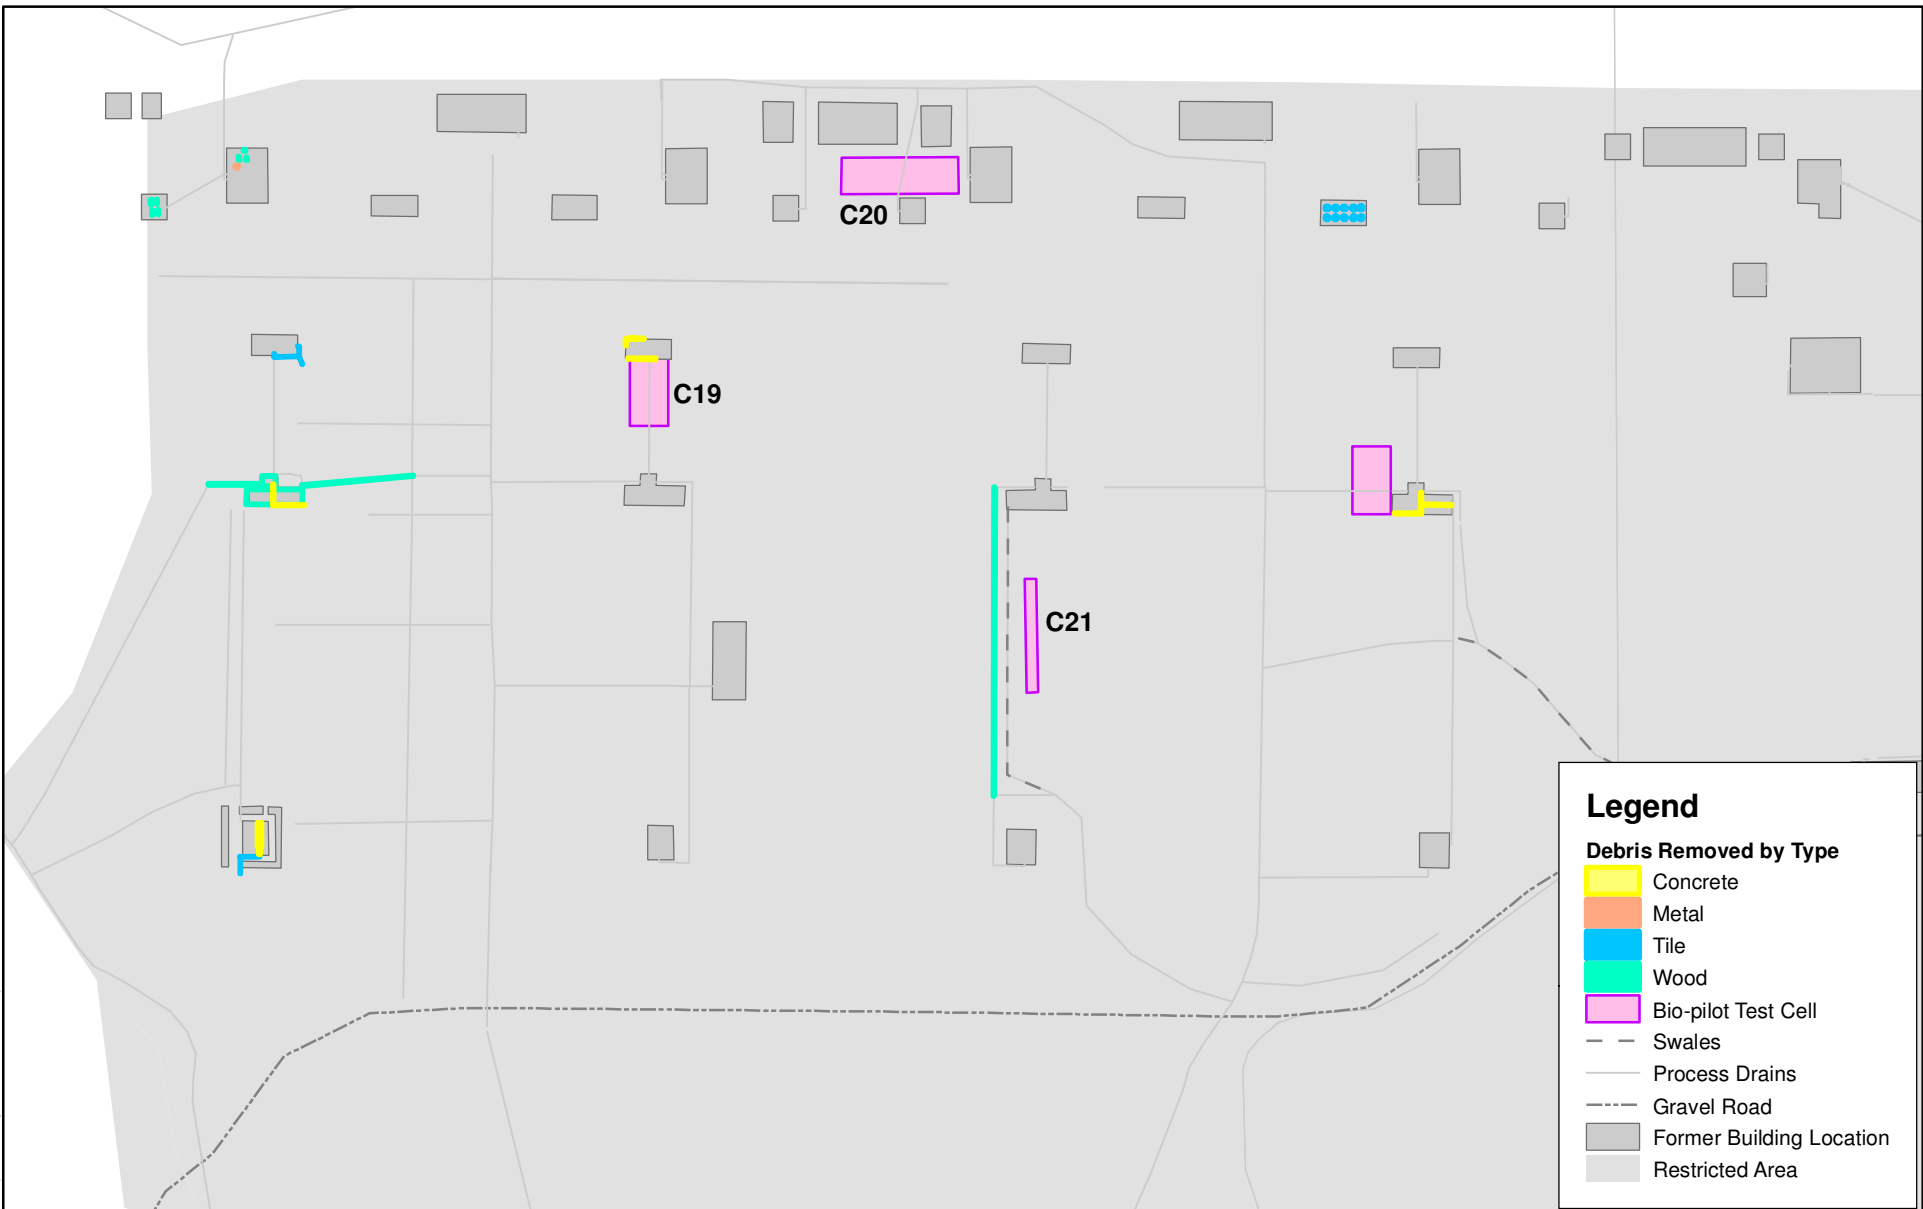 C20
C19
C21
Legend
Debris Removed by Type
Concrete
Metal
Tile
Wood
Bio-pilot Test Cell
Swales
Process Drains
Gravel Road
Former Building Location
Restricted Area